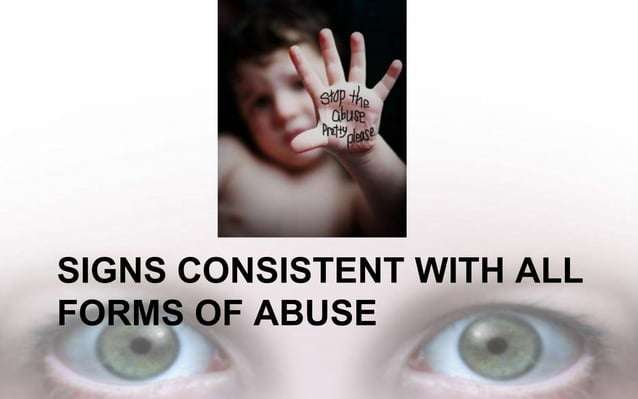 Stop the
abuse
Pretty
please
SIGNS CONSISTENT WITH ALL
FORMS OF ABUSE